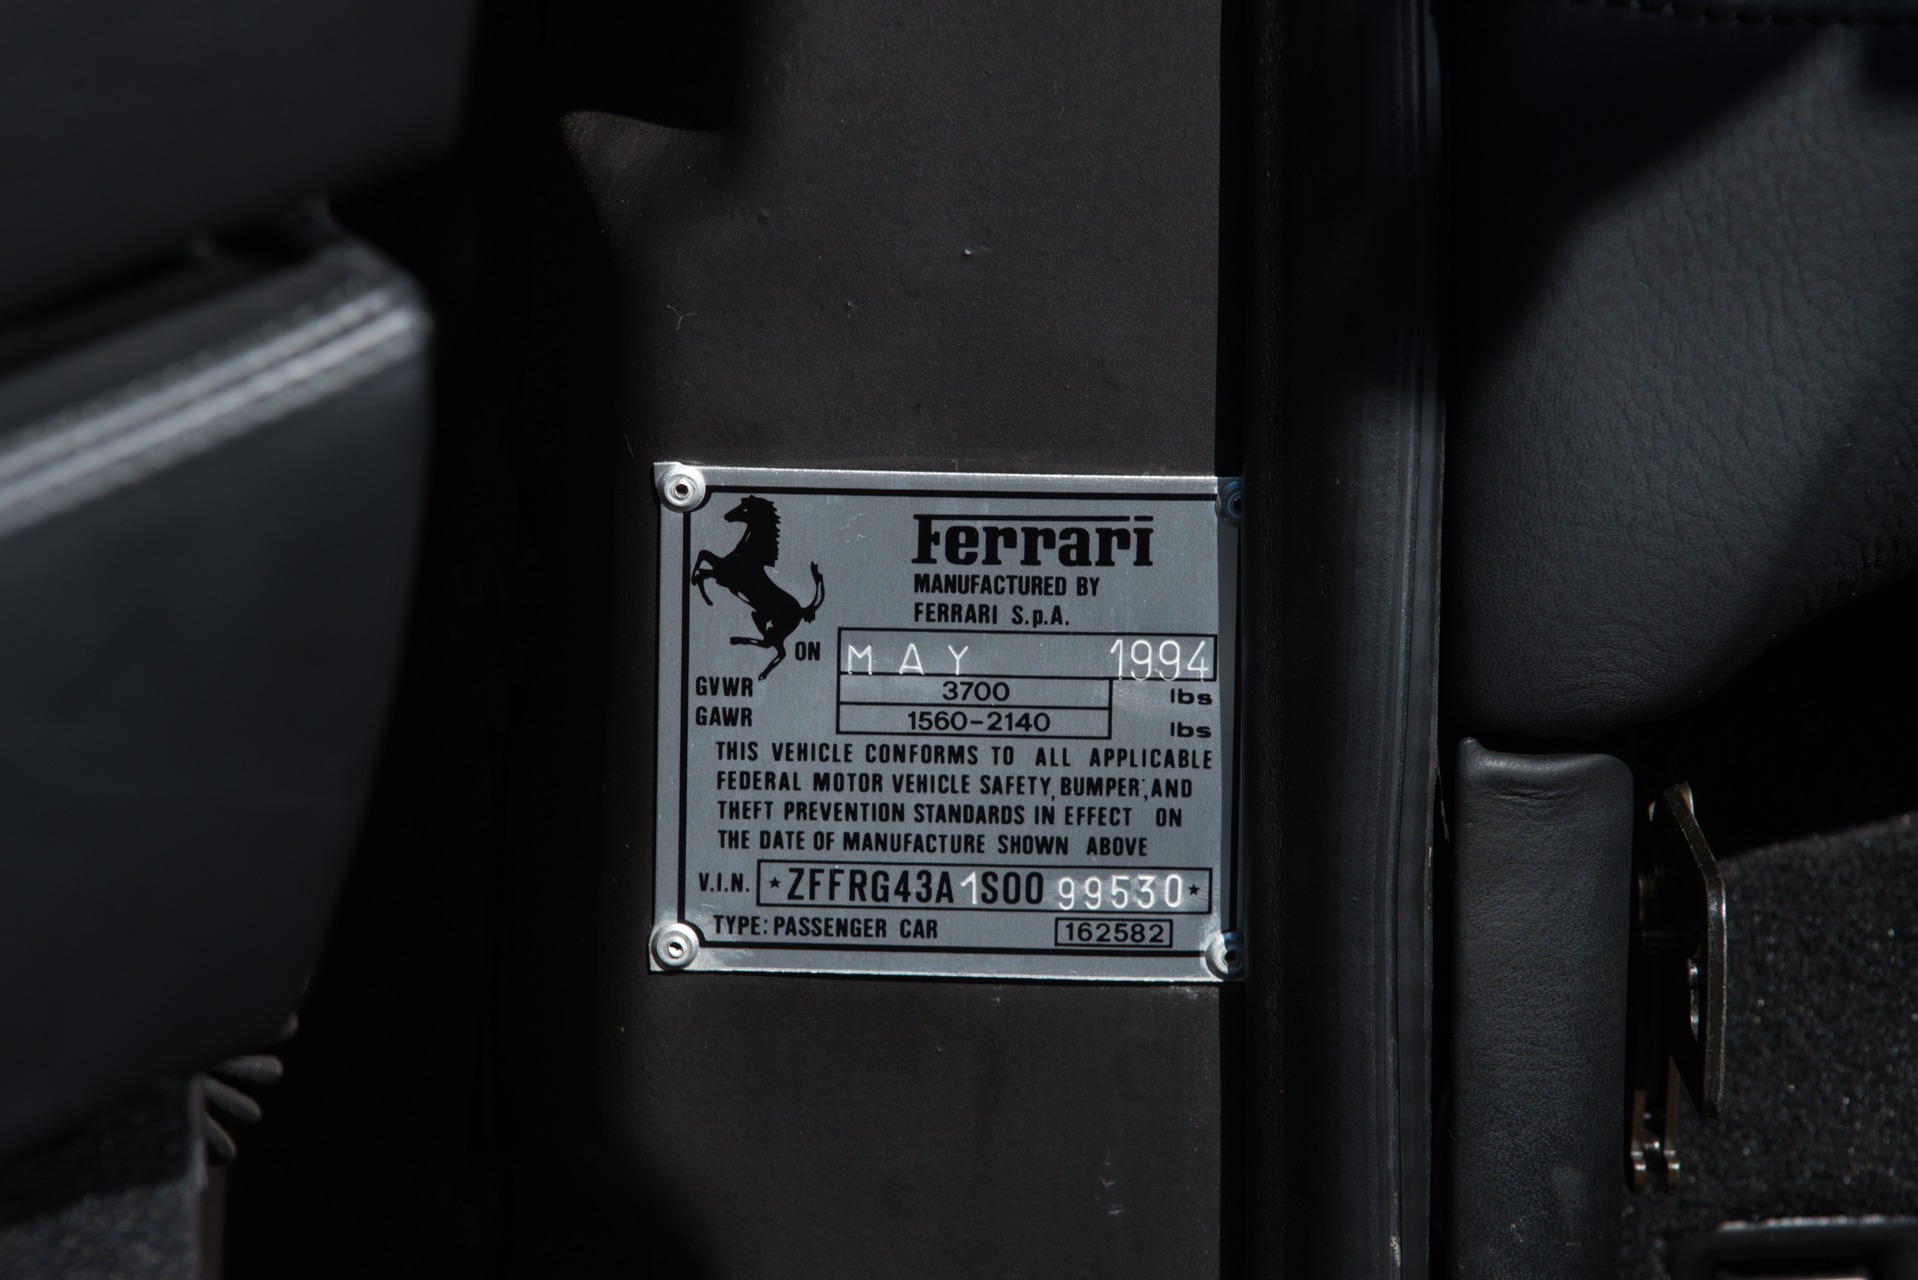 Ferrari
MANUFACTURED BY
FERRARI S.p.A.
ON MAY 1994
GVWR 3700 lbs
GAWR 1560-2140 lbs
THIS VEHICLE CONFORMS TO ALL APPLICABLE
FEDERAL MOTOR VEHICLE SAFETY, BUMPER, AND
THEFT PREVENTION STANDARDS IN EFFECT ON
THE DATE OF MANUFACTURE SHOWN ABOVE
V.I.N. ★ZFFRG43A1S0099530★
TYPE: PASSENGER CAR 162582